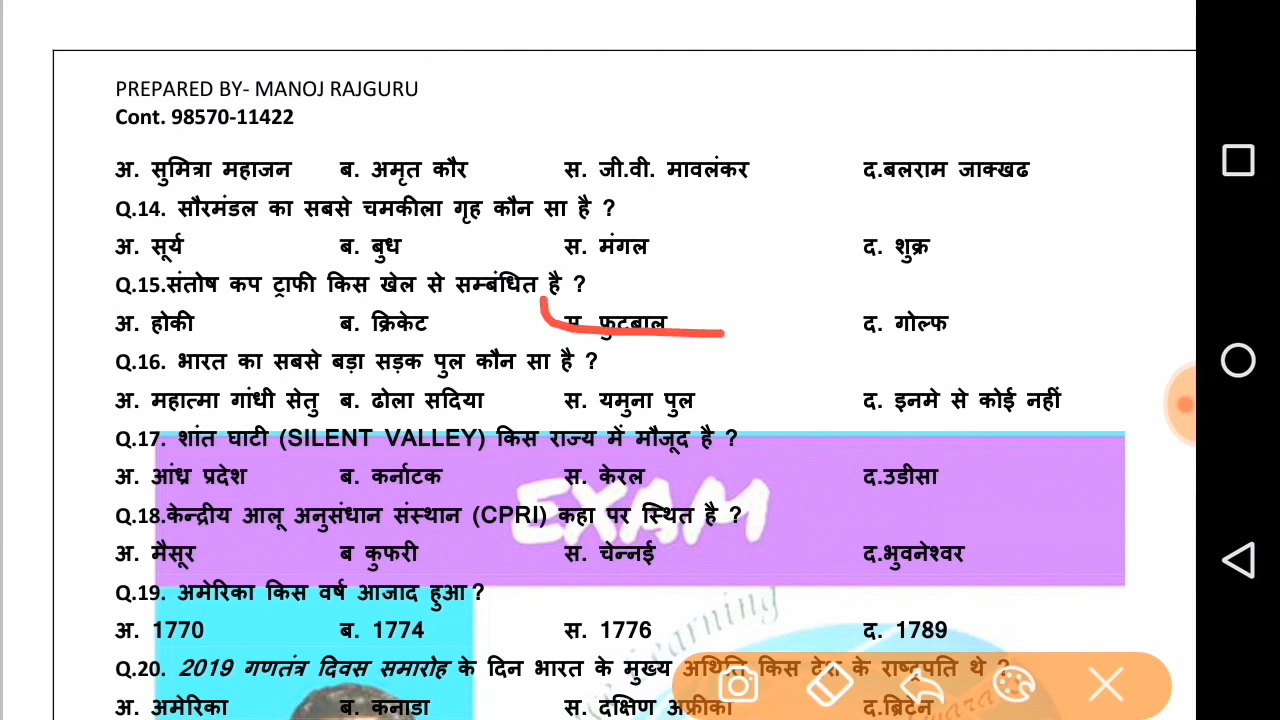 PREPARED BY- MANOJ RAJGURU
Cont. 98570-11422
अ. सुमित्रा महाजन ब. अमृत कौर स. जी.वी. मावलंकर द.बलराम जाक्खढ
Q.14. सौरमंडल का सबसे चमकीला गृह कौन सा है ?
अ. सूर्य ब. बुध स. मंगल द. शुक्र
Q.15.संतोष कप ट्राफी किस खेल से सम्बंधित है ?
अ. होकी ब. क्रिकेट स. फुटबाल द. गोल्फ
Q.16. भारत का सबसे बड़ा सड़क पुल कौन सा है ?
अ. महात्मा गांधी सेतु ब. ढोला सदिया स. यमुना पुल द. इनमे से कोई नहीं
Q.17. शांत घाटी (SILENT VALLEY) किस राज्य में मौजूद है ?
अ. आंध्र प्रदेश ब. कर्नाटक स. केरल द.उडीसा
EXAM
Q.18.केन्द्रीय आलू अनुसंधान संस्थान (CPRI) कहा पर स्थित है ?
अ. मैसूर ब कुफरी स. चेन्नई द.भुवनेश्वर
Q.19. अमेरिका किस वर्ष आजाद हुआ ?
अ. 1770 ब. 1774 स. 1776 द. 1789
Q.20. 2019 गणतंत्र दिवस समारोह के दिन भारत के मुख्य अथिति किस देश के राष्ट्रपति थे ?
अ. अमेरिका ब. कनाडा स. दक्षिण अफ्रीका द.ब्रिटेन